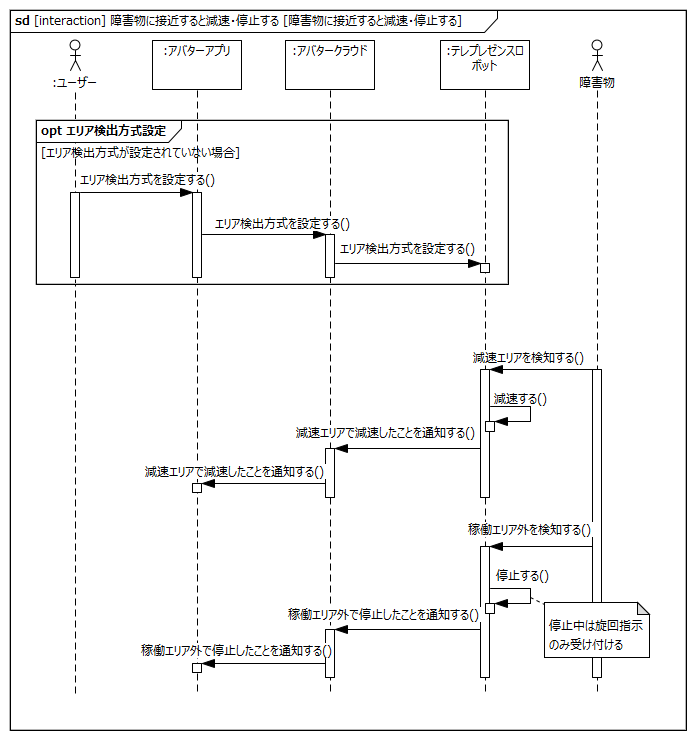 sd [interaction] 障害物に接近すると減速・停止する [障害物に接近すると減速・停止する]
:ユーザー
:アバターアプリ
:アバタークラウド
:テレプレゼンスロ
ボット
障害物
opt エリア検出方式設定
[エリア検出方式が設定されていない場合]
エリア検出方式を設定する()
エリア検出方式を設定する()
エリア検出方式を設定する()
減速エリアを検知する()
減速する()
減速エリアで減速したことを通知する()
減速エリアで減速したことを通知する()
稼働エリア外を検知する()
停止する()
稼働エリア外で停止したことを通知する()
停止中は旋回指示
のみ受け付ける
稼働エリア外で停止したことを通知する()